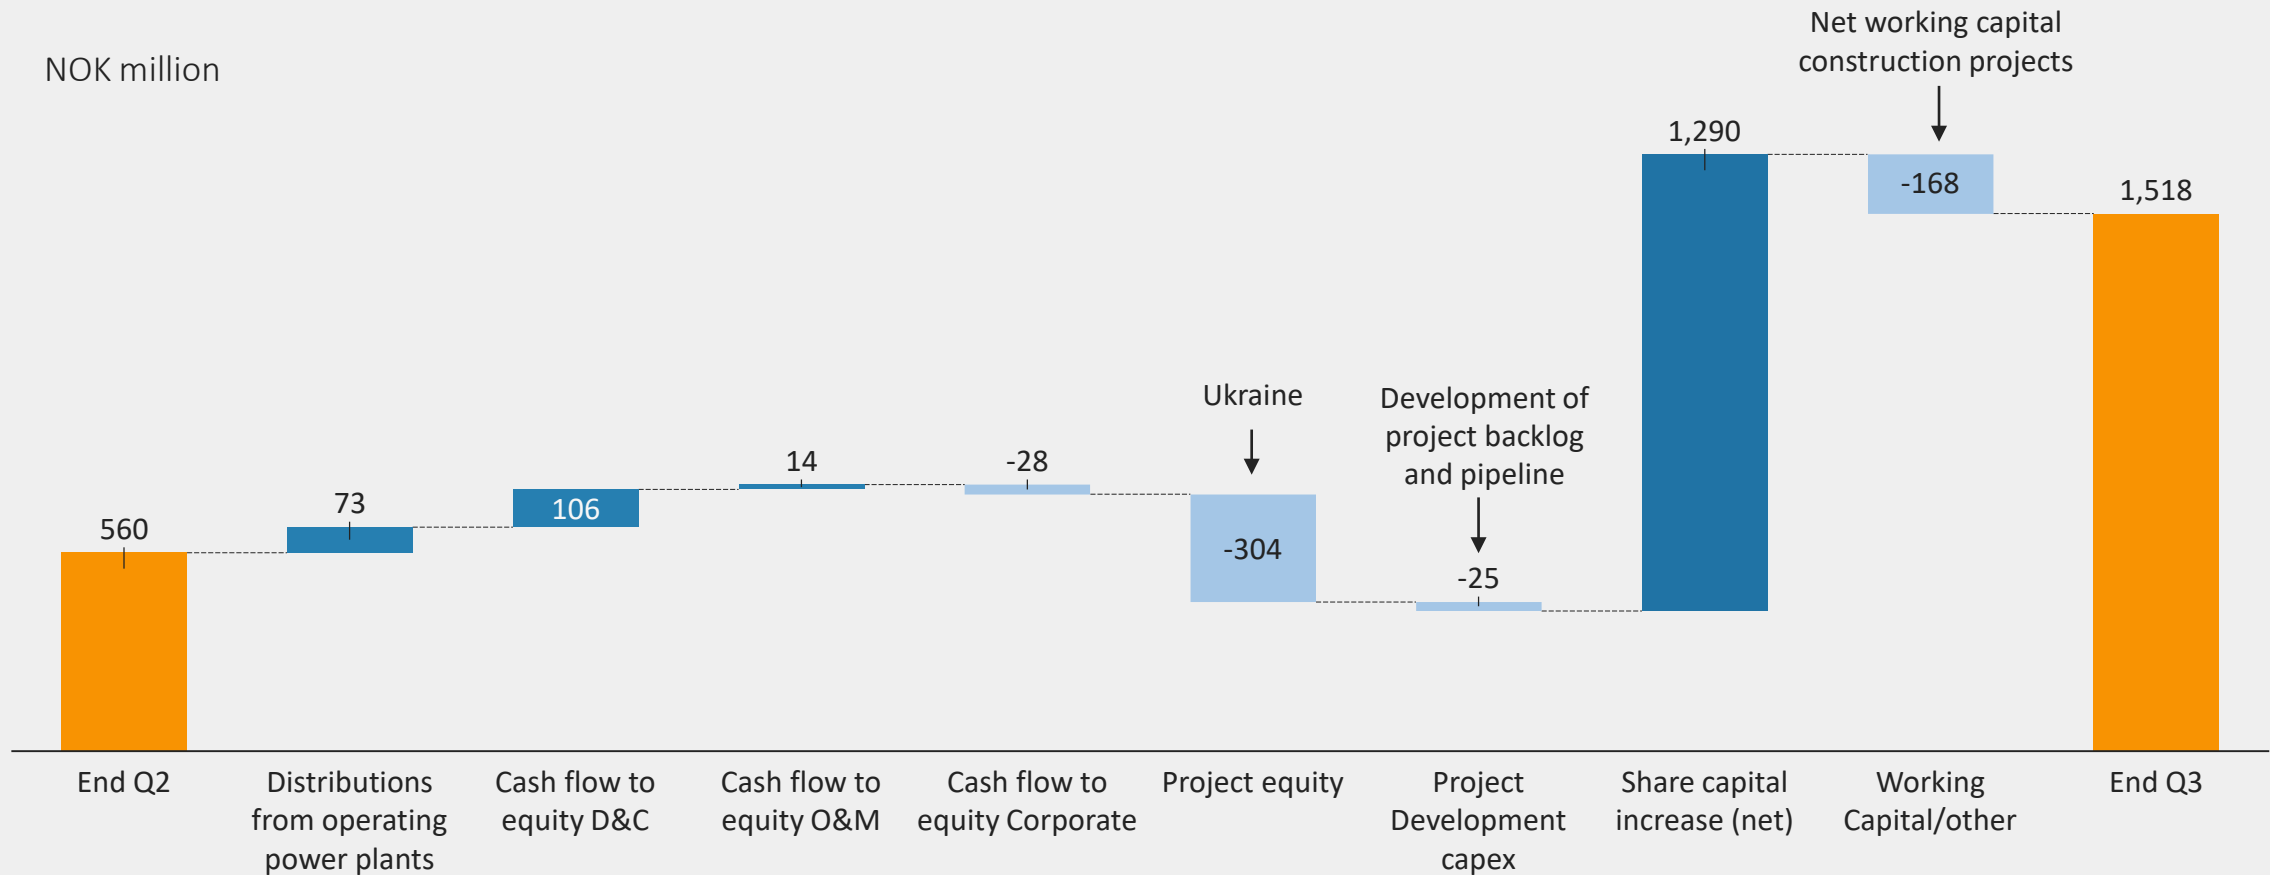 NOK million
Net working capital
construction projects
1,290
-168
1,518
Ukraine
Development of
project backlog
and pipeline
14
-28
73
106
560
-304
-25
End Q2
Distributions
from operating
power plants
Cash flow to
equity D&C
Cash flow to
equity O&M
Cash flow to
equity Corporate
Project equity
Project
Development
capex
Share capital
increase (net)
Working
Capital/other
End Q3